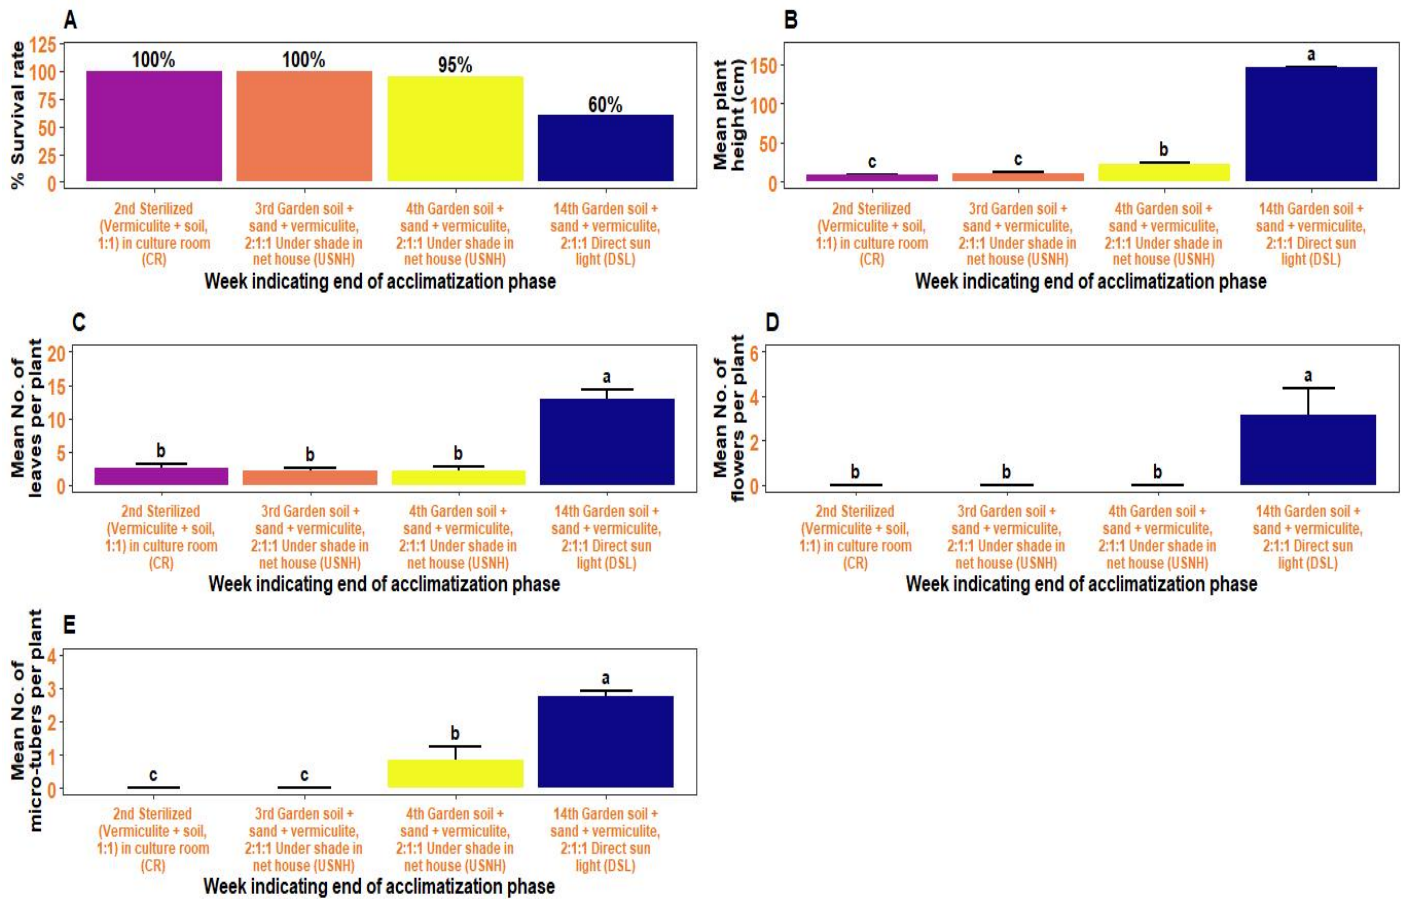 A
% Survival rate
125
100
75
50
25
0
100%
100%
95%
60%
2nd Sterilized
(Vermiculite + soil,
1:1) in culture room
(CR)
3rd Garden soil +
sand + vermiculite,
2:1:1 Under shade in
net house (USNH)
4th Garden soil +
sand + vermiculite,
2:1:1 Under shade in
net house (USNH)
14th Garden soil +
sand + vermiculite,
2:1:1 Direct sun
light (DSL)
Week indicating end of acclimatization phase
B
Mean plant
height (cm)
150
100
50
0
c
c
b
a
2nd Sterilized
(Vermiculite + soil,
1:1) in culture room
(CR)
3rd Garden soil +
sand + vermiculite,
2:1:1 Under shade in
net house (USNH)
4th Garden soil +
sand + vermiculite,
2:1:1 Under shade in
net house (USNH)
14th Garden soil +
sand + vermiculite,
2:1:1 Direct sun
light (DSL)
Week indicating end of acclimatization phase
C
Mean No. of
leaves per plant
20
15
10
5
0
b
b
b
a
2nd Sterilized
(Vermiculite + soil,
1:1) in culture room
(CR)
3rd Garden soil +
sand + vermiculite,
2:1:1 Under shade in
net house (USNH)
4th Garden soil +
sand + vermiculite,
2:1:1 Under shade in
net house (USNH)
14th Garden soil +
sand + vermiculite,
2:1:1 Direct sun
light (DSL)
Week indicating end of acclimatization phase
D
Mean No. of
flowers per plant
6
4
2
0
b
b
b
a
2nd Sterilized
(Vermiculite + soil,
1:1) in culture room
(CR)
3rd Garden soil +
sand + vermiculite,
2:1:1 Under shade in
net house (USNH)
4th Garden soil +
sand + vermiculite,
2:1:1 Under shade in
net house (USNH)
14th Garden soil +
sand + vermiculite,
2:1:1 Direct sun
light (DSL)
Week indicating end of acclimatization phase
E
Mean No. of
micro-tubers per plant
4
3
2
1
0
c
c
b
a
2nd Sterilized
(Vermiculite + soil,
1:1) in culture room
(CR)
3rd Garden soil +
sand + vermiculite,
2:1:1 Under shade in
net house (USNH)
4th Garden soil +
sand + vermiculite,
2:1:1 Under shade in
net house (USNH)
14th Garden soil +
sand + vermiculite,
2:1:1 Direct sun
light (DSL)
Week indicating end of acclimatization phase